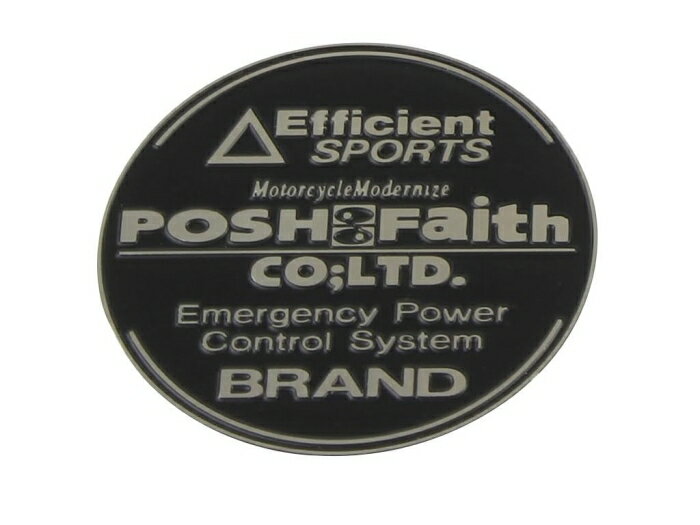 Efficient
SPORTS
MotorcycleModernize
POSH Faith
CO;LTD.
Emergency Power
Control System
BRAND